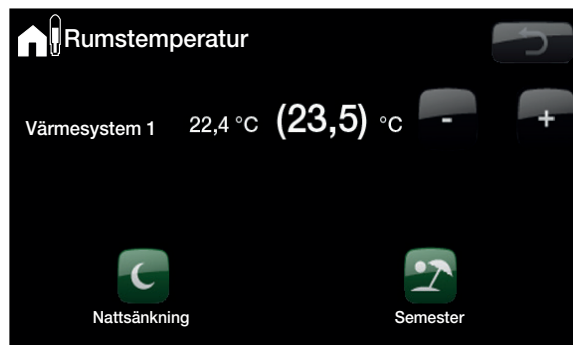 Rumstemperatur
Värmesystem 1 22,4 °C (23,5) °C - +
Nattsänkning Semester